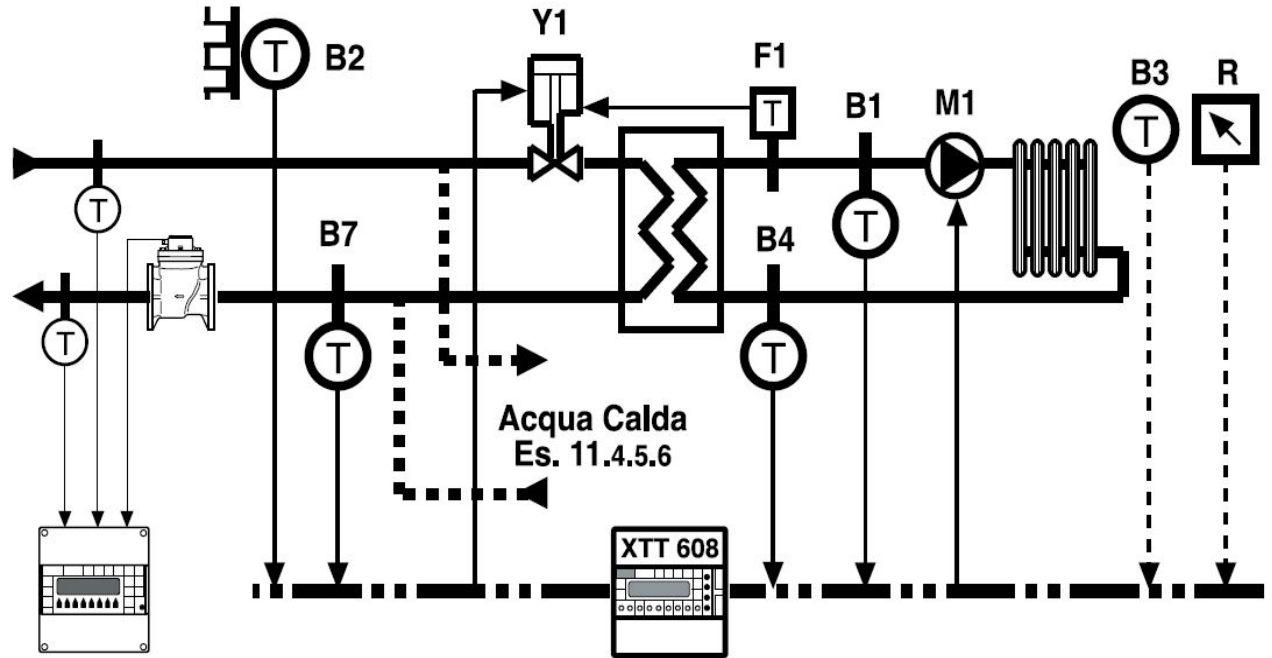 Y1
B2
F1
B3
R
T
B1
M1
T
T
T
T
B7
B4
T
T
T
T
Acqua Calda
Es. 11.4.5.6
XTT 608